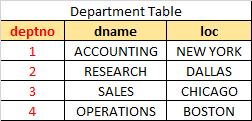 Department Table
deptno dname loc
1 ACCOUNTING NEW YORK
2 RESEARCH DALLAS
3 SALES CHICAGO
4 OPERATIONS BOSTON